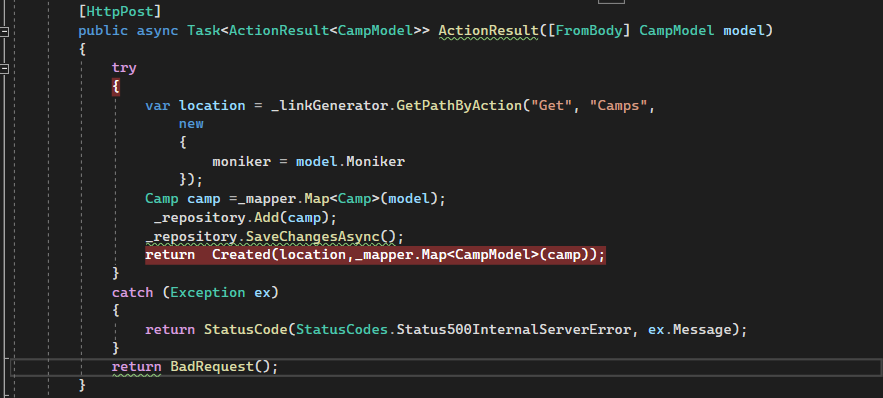 [HttpPost]
public async Task<ActionResult<CampModel>> ActionResult([FromBody] CampModel model)
{
try
{
var location = _linkGenerator.GetPathByAction("Get", "Camps",
new
{
moniker = model.Moniker
});
Camp camp =_mapper.Map<Camp>(model);
_repository.Add(camp);
_repository.SaveChangesAsync();
return  Created(location,_mapper.Map<CampModel>(camp));
}
catch (Exception ex)
{
return StatusCode(StatusCodes.Status500InternalServerError, ex.Message);
}
return BadRequest();
}